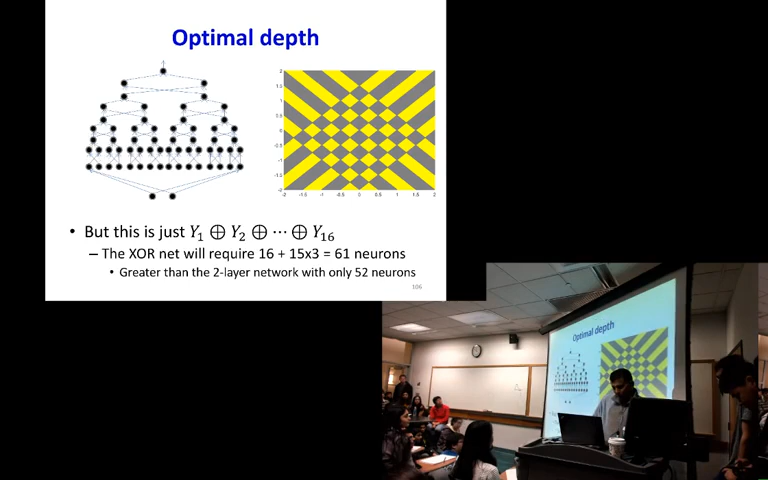 Optimal depth
2
1.5
1
0.5
0
-0.5
-1
-1.5
-2
-2 -1.5 -1 -0.5 0 0.5 1 1.5 2
• But this is just Y₁ ⊕ Y₂ ⊕ ⋯ ⊕ Y₁₆
– The XOR net will require 16 + 15x3 = 61 neurons
• Greater than the 2-layer network with only 52 neurons
106
Optimal depth